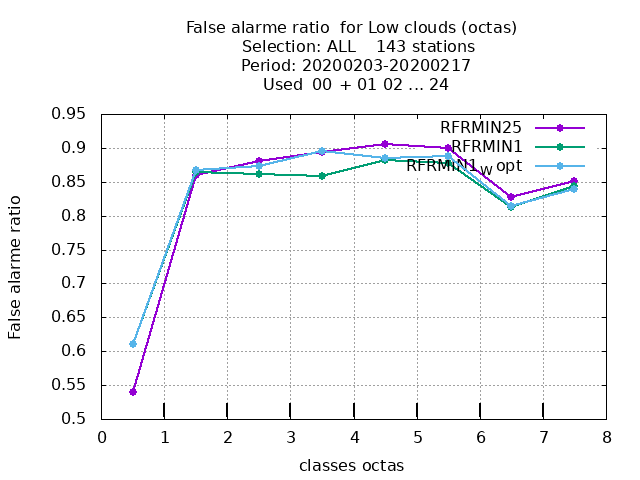 False alarme ratio  for Low clouds (octas)
Selection: ALL    143 stations
Period: 20200203-20200217
Used  00  + 01 02 ... 24
0.95
0.9
0.85
0.8
0.75
0.7
0.65
0.6
0.55
0.5
False alarme ratio
RFRMIN25
RFRMIN1
RFRMIN1wopt
0 1 2 3 4 5 6 7 8
classes octas